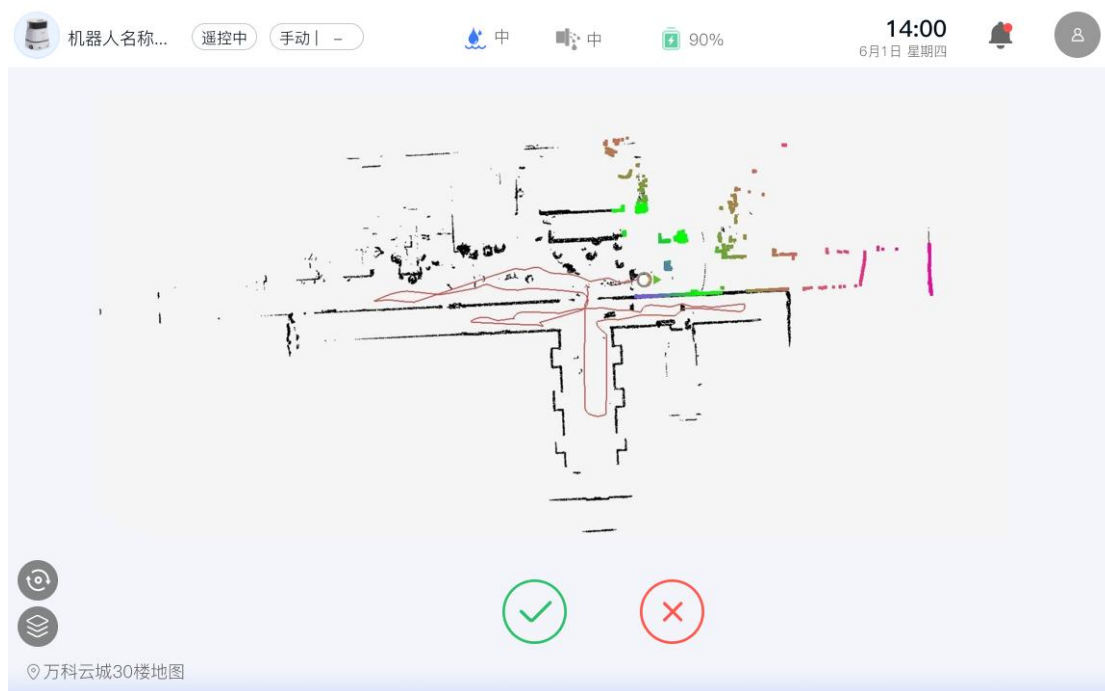 机器人名称...
遥控中
手动 | –
中
中
90%
14:00
6月1日 星期四
万科云城30楼地图